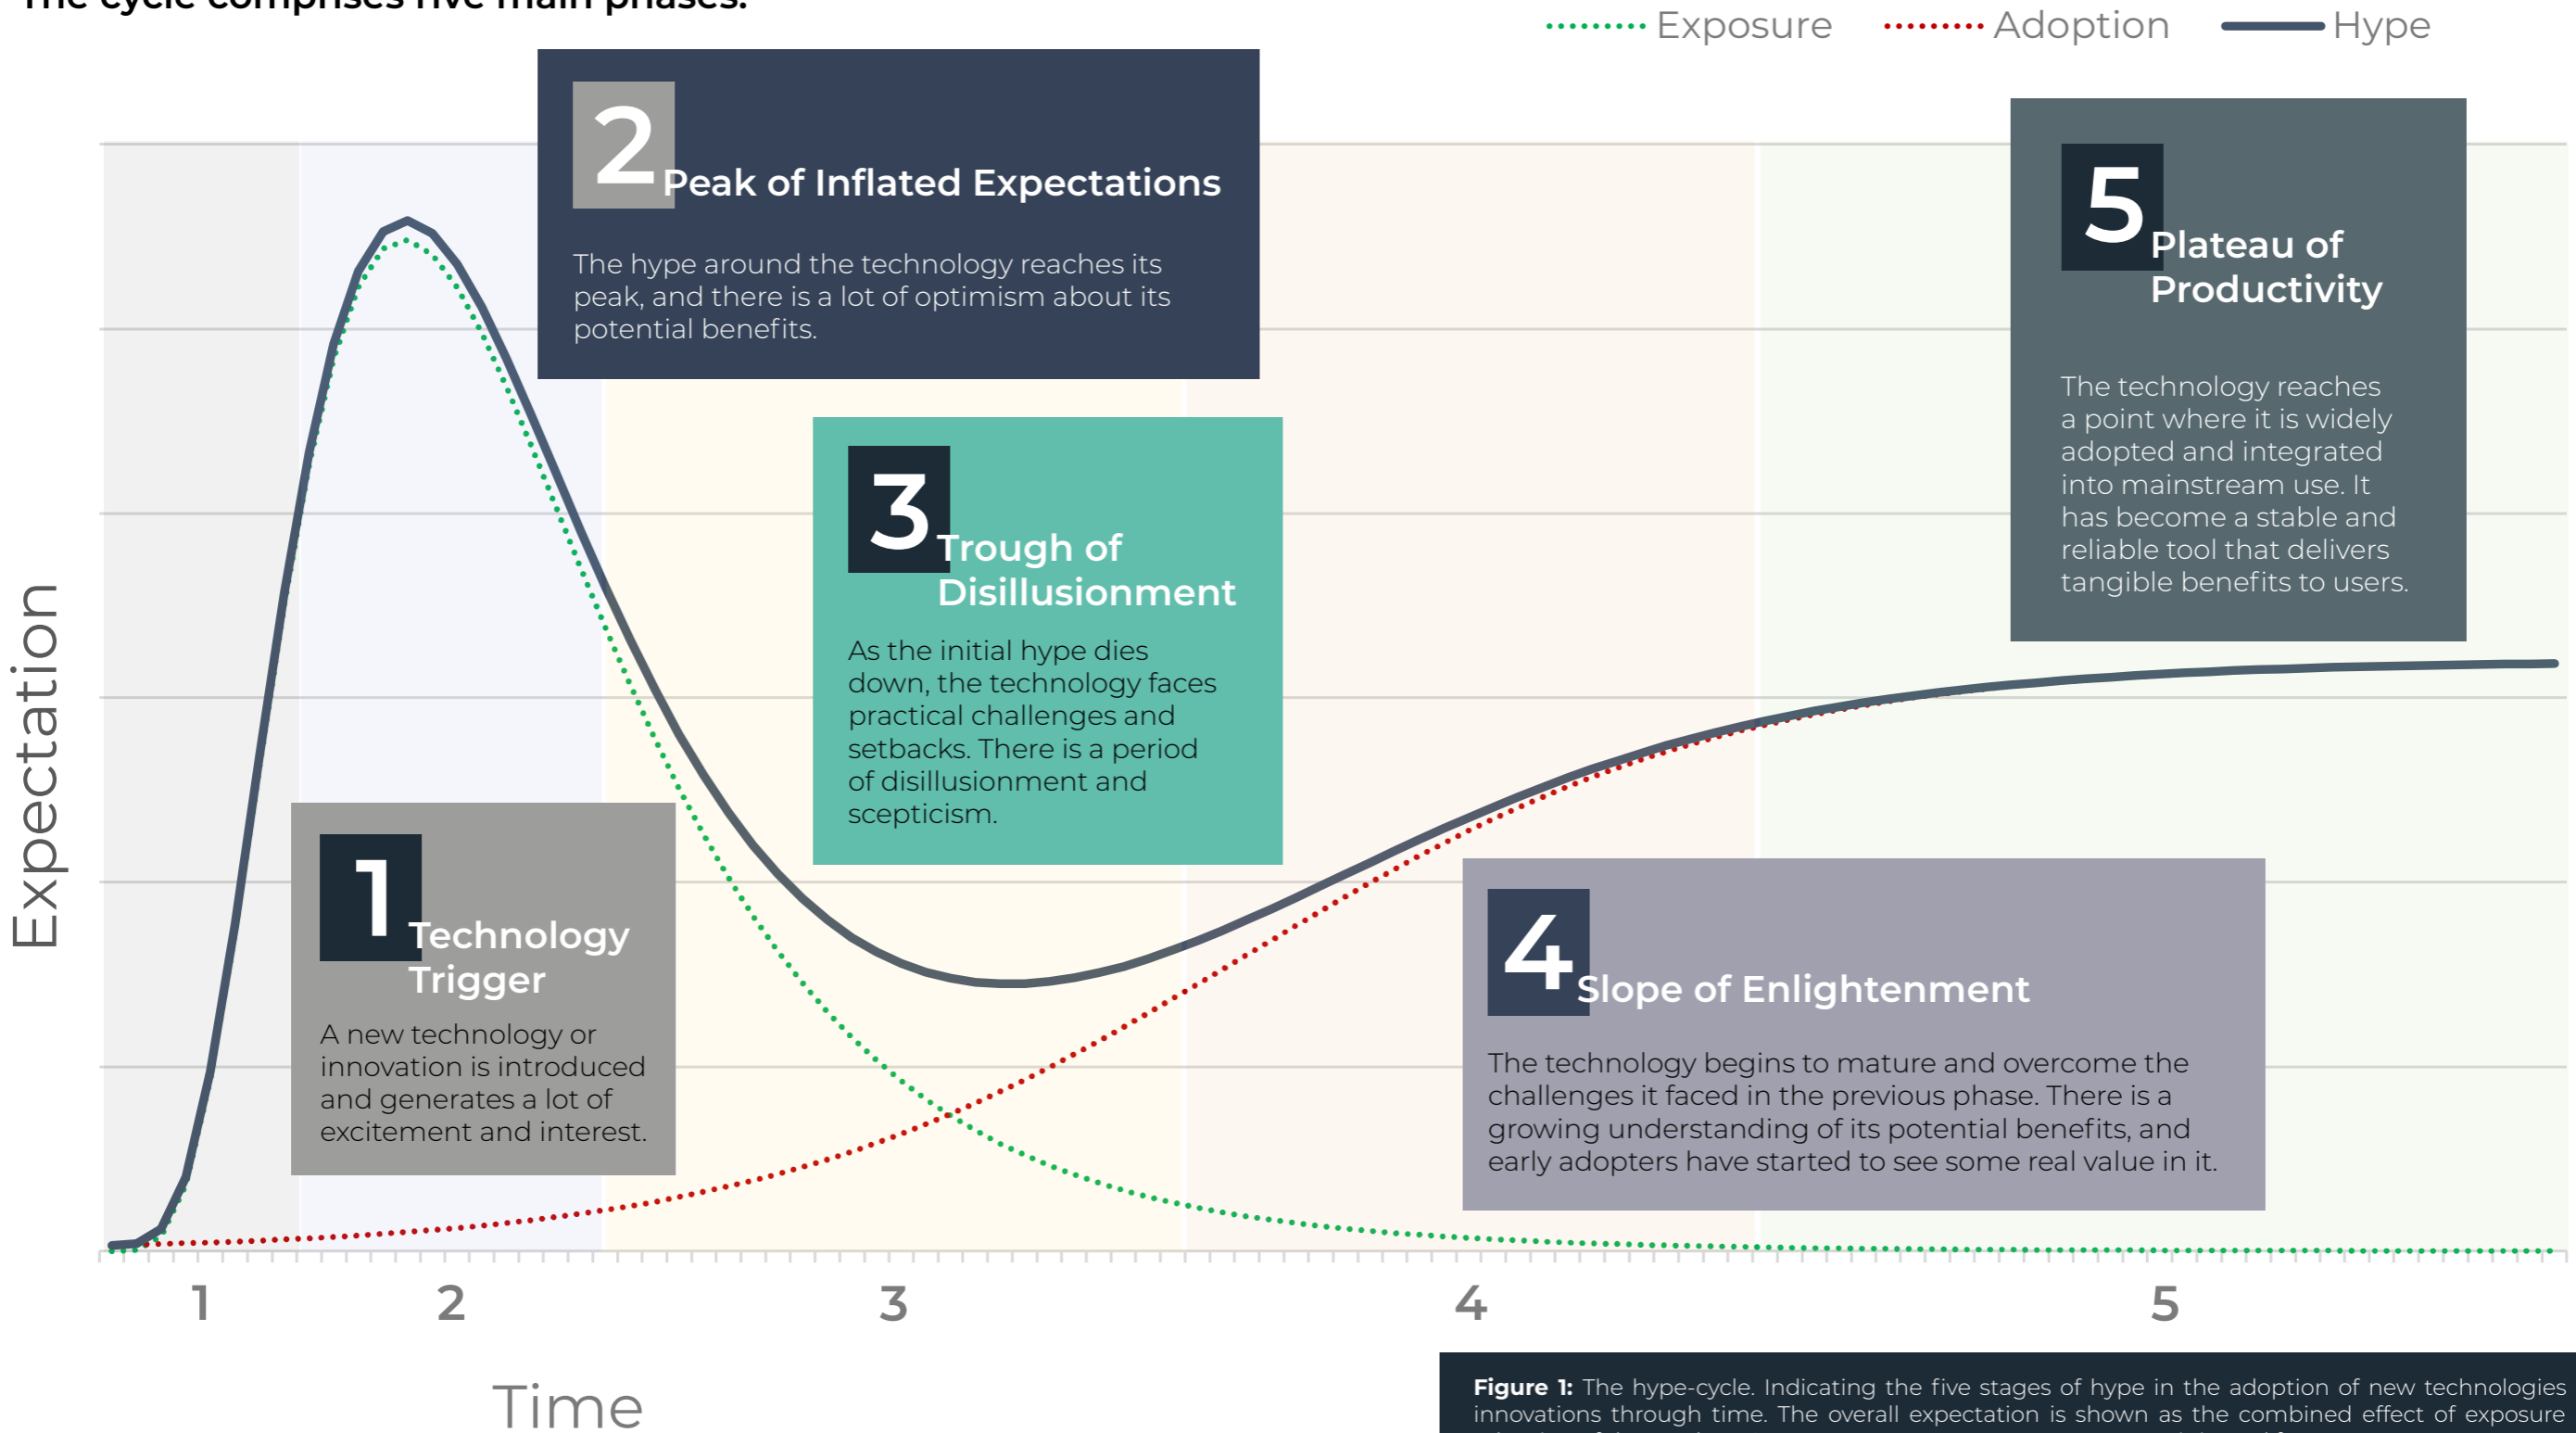 The cycle comprises five main phases:
Exposure
Adoption
Hype
2
Peak of Inflated Expectations
The hype around the technology reaches its
peak, and there is a lot of optimism about its
potential benefits.
5
Plateau of
Productivity
The technology reaches
a point where it is widely
adopted and integrated
into mainstream use. It
has become a stable and
reliable tool that delivers
tangible benefits to users.
3
Trough of
Disillusionment
As the initial hype dies
down, the technology faces
practical challenges and
setbacks. There is a period
of disillusionment and
scepticism.
Expectation
1
Technology
Trigger
A new technology or
innovation is introduced
and generates a lot of
excitement and interest.
4
Slope of Enlightenment
The technology begins to mature and overcome the
challenges it faced in the previous phase. There is a
growing understanding of its potential benefits, and
early adopters have started to see some real value in it.
1
2
3
4
5
Time
Figure 1: The hype-cycle. Indicating the five stages of hype in the adoption of new technologies
innovations through time. The overall expectation is shown as the combined effect of exposure